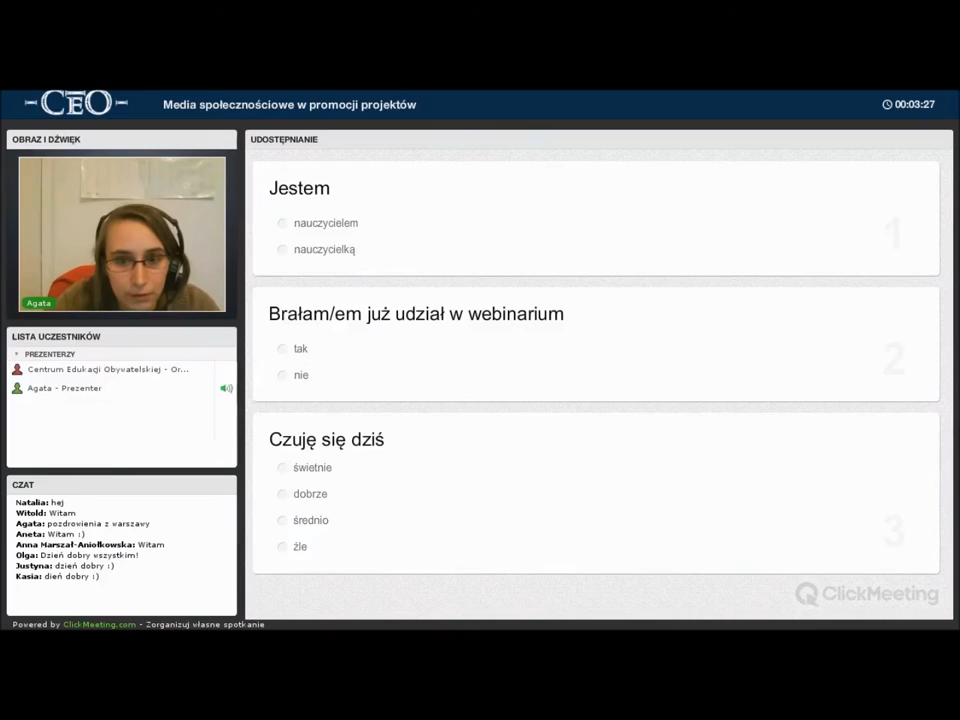 CEO
Media społecznościowe w promocji projektów
00:03:27
OBRAZ I DŹWIĘK
Agata
LISTA UCZESTNIKÓW
PREZENTERZY
Centrum Edukacji Obywatelskiej - Or...
Agata - Prezenter
CZAT
Natalia: hej
Witold: Witam
Agata: pozdrowienia z warszawy
Aneta: Witam :)
Anna Marszał-Aniołkowska: Witam
Olga: Dzień dobry wszystkim!
Justyna: dzień dobry :)
Kasia: dień dobry :)
UDOSTĘPNIANIE
Jestem
nauczycielem
nauczycielką
1
Brałam/em już udział w webinarium
tak
nie
2
Czuję się dziś
świetnie
dobrze
średnio
źle
3
ClickMeeting
Powered by ClickMeeting.com - Zorganizuj własne spotkanie